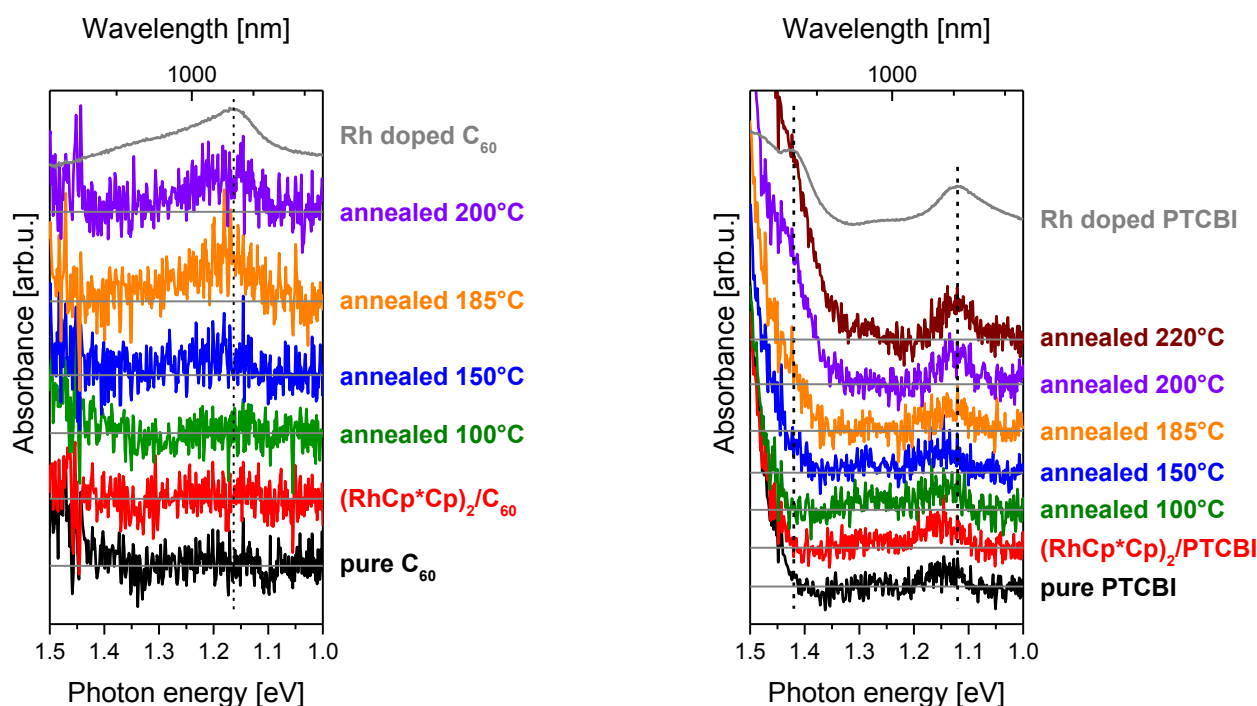 Wavelength [nm]
1000
Absorbance [arb.u.]
Rh doped C60
annealed 200°C
annealed 185°C
annealed 150°C
annealed 100°C
(RhCp*Cp)2/C60
pure C60
1.5 1.4 1.3 1.2 1.1 1.0
Photon energy [eV]
Wavelength [nm]
1000
Absorbance [arb.u.]
Rh doped PTCBI
annealed 220°C
annealed 200°C
annealed 185°C
annealed 150°C
annealed 100°C
(RhCp*Cp)2/PTCBI
pure PTCBI
1.5 1.4 1.3 1.2 1.1 1.0
Photon energy [eV]